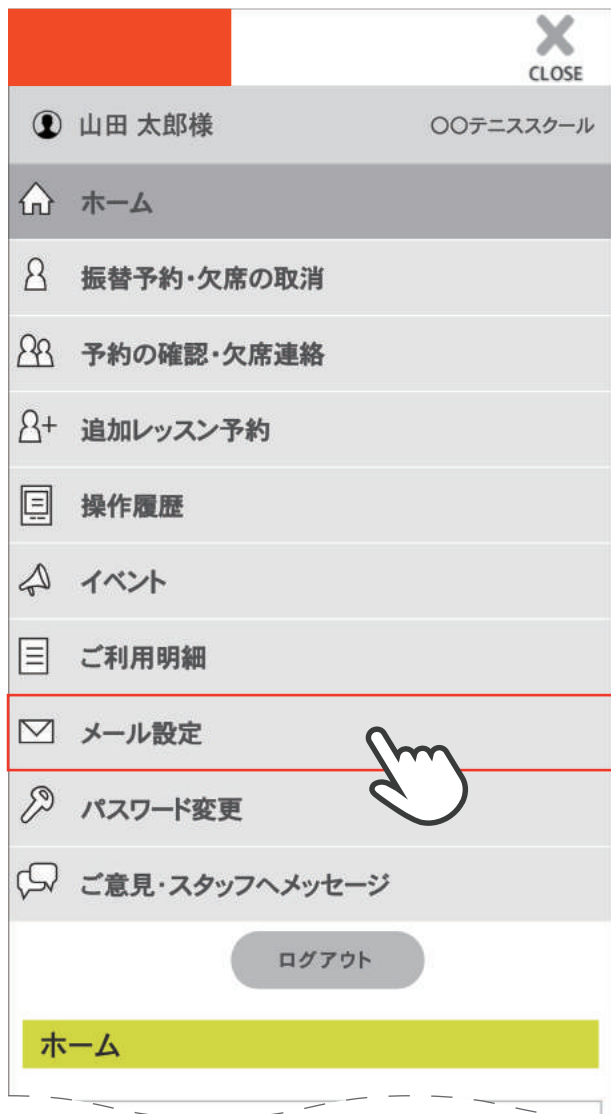 CLOSE
山田 太郎様 〇〇テニススクール
ホーム
振替予約・欠席の取消
予約の確認・欠席連絡
追加レッスン予約
操作履歴
イベント
ご利用明細
メール設定
パスワード変更
ご意見・スタッフへメッセージ
ログアウト
ホーム